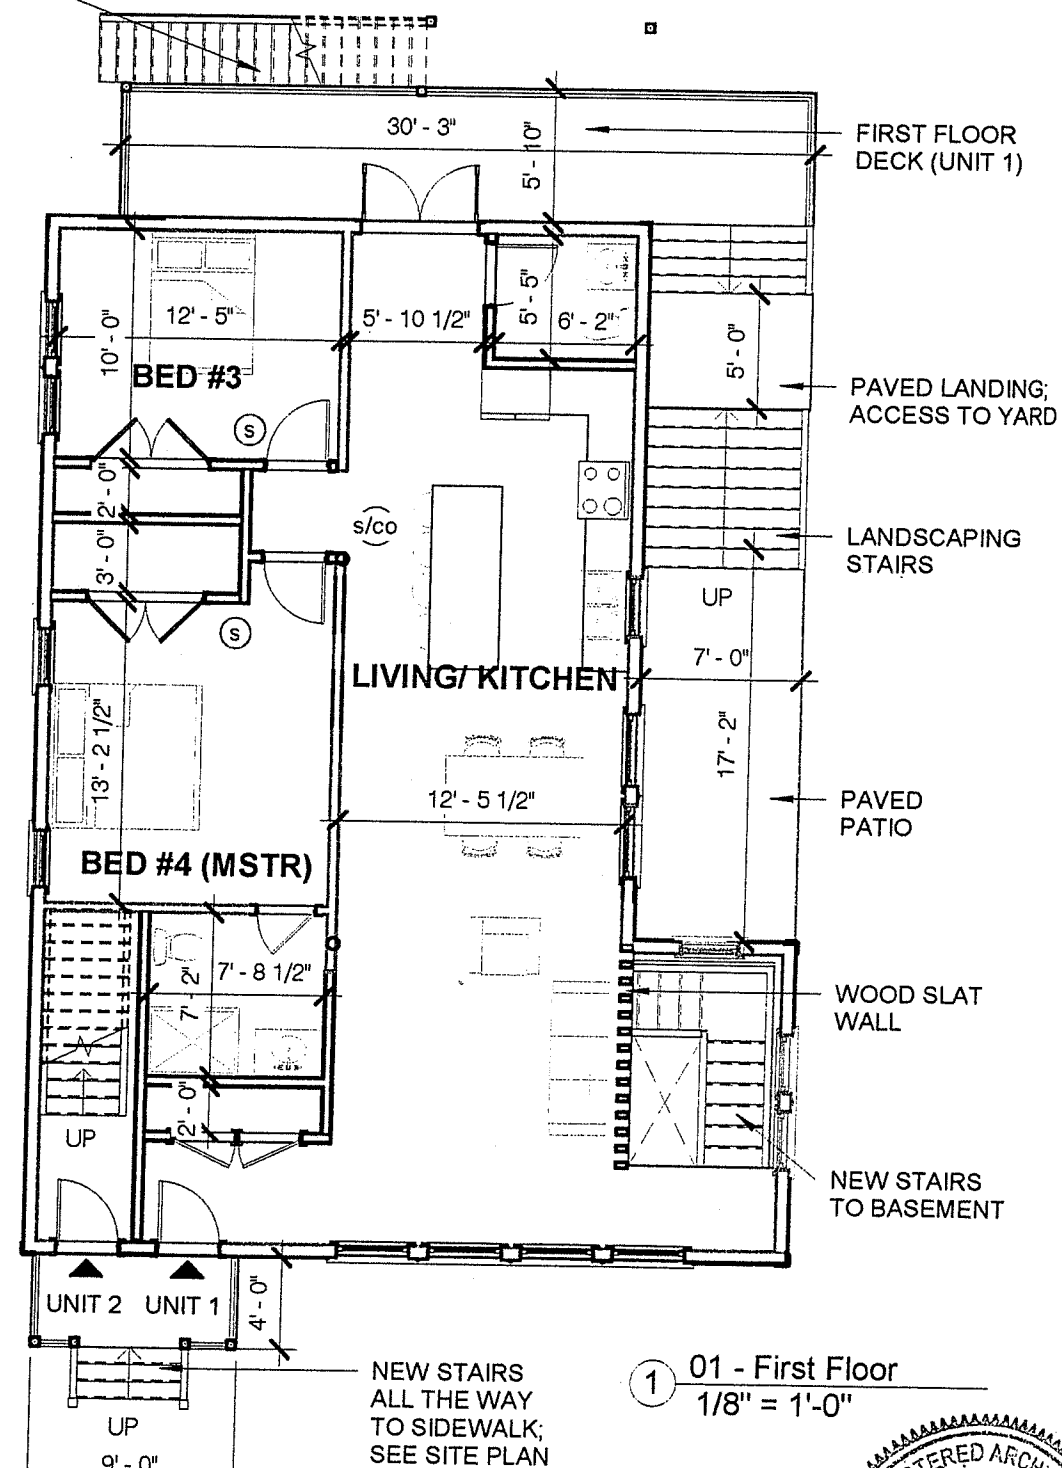 30' - 3"
5' - 10"
FIRST FLOOR
DECK (UNIT 1)
12' - 5"
10' - 0"
5' - 10 1/2"
5' - 5"
6' - 2"
BED #3
S
5' - 0"
PAVED LANDING;
ACCESS TO YARD
2' - 0"
3' - 0"
s/co
LANDSCAPING
STAIRS
UP
S
7' - 0"
LIVING/ KITCHEN
13' - 2 1/2"
17' - 2"
12' - 5 1/2"
PAVED
PATIO
BED #4 (MSTR)
7' - 2"
7' - 8 1/2"
WOOD SLAT
WALL
2' - 0"
UP
NEW STAIRS
TO BASEMENT
UNIT 2
UNIT 1
4' - 0"
NEW STAIRS
ALL THE WAY
TO SIDEWALK;
SEE SITE PLAN
UP
9' - 0"
1
01 - First Floor
1/8" = 1'-0"